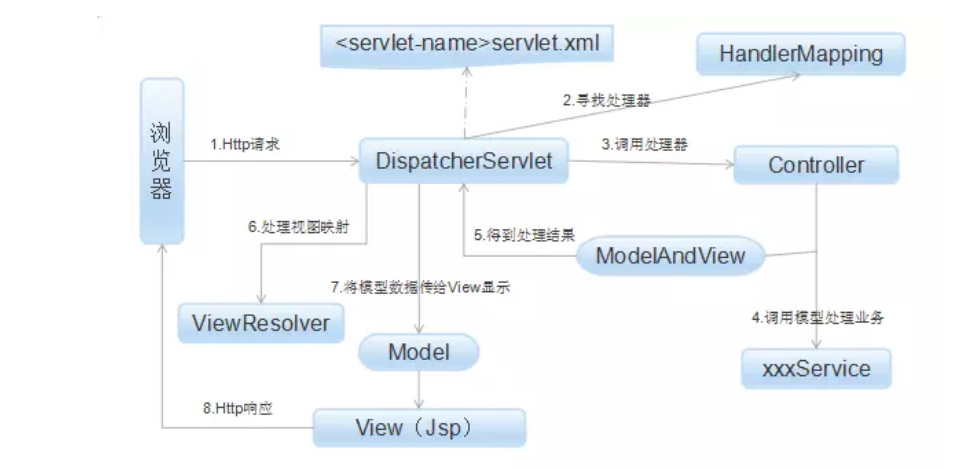 <servlet-name>servlet.xml
HandlerMapping
2.寻找处理器
浏览器
1.Http请求
DispatcherServlet
3.调用处理器
Controller
6.处理视图映射
5.得到处理结果
ModelAndView
7.将模型数据传给View显示
ViewResolver
4.调用模型处理业务
Model
xxxService
8.Http响应
View（Jsp）